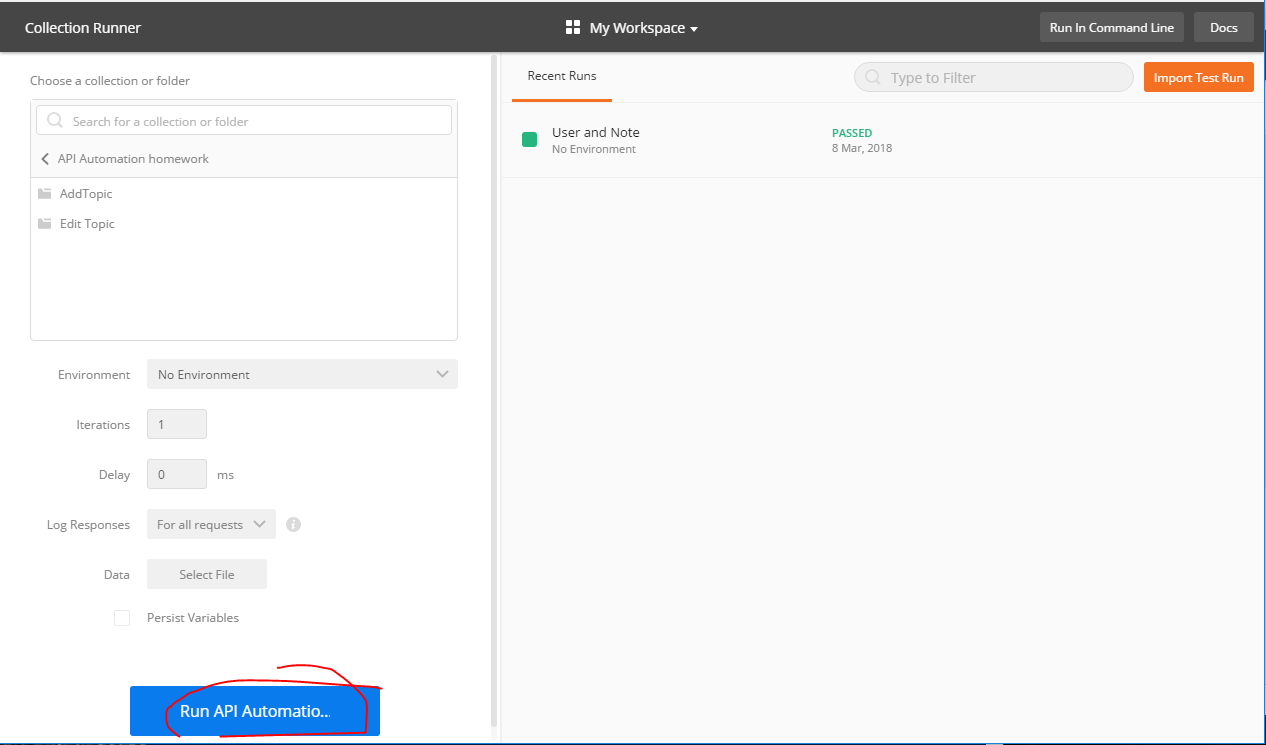 Collection Runner
My Workspace
Run In Command Line
Docs
Choose a collection or folder
Search for a collection or folder
API Automation homework
AddTopic
Edit Topic
Environment
No Environment
Iterations
1
Delay
0
ms
Log Responses
For all requests
Data
Select File
Persist Variables
Run API Automatio...
Recent Runs
Type to Filter
Import Test Run
User and Note
No Environment
PASSED
8 Mar, 2018